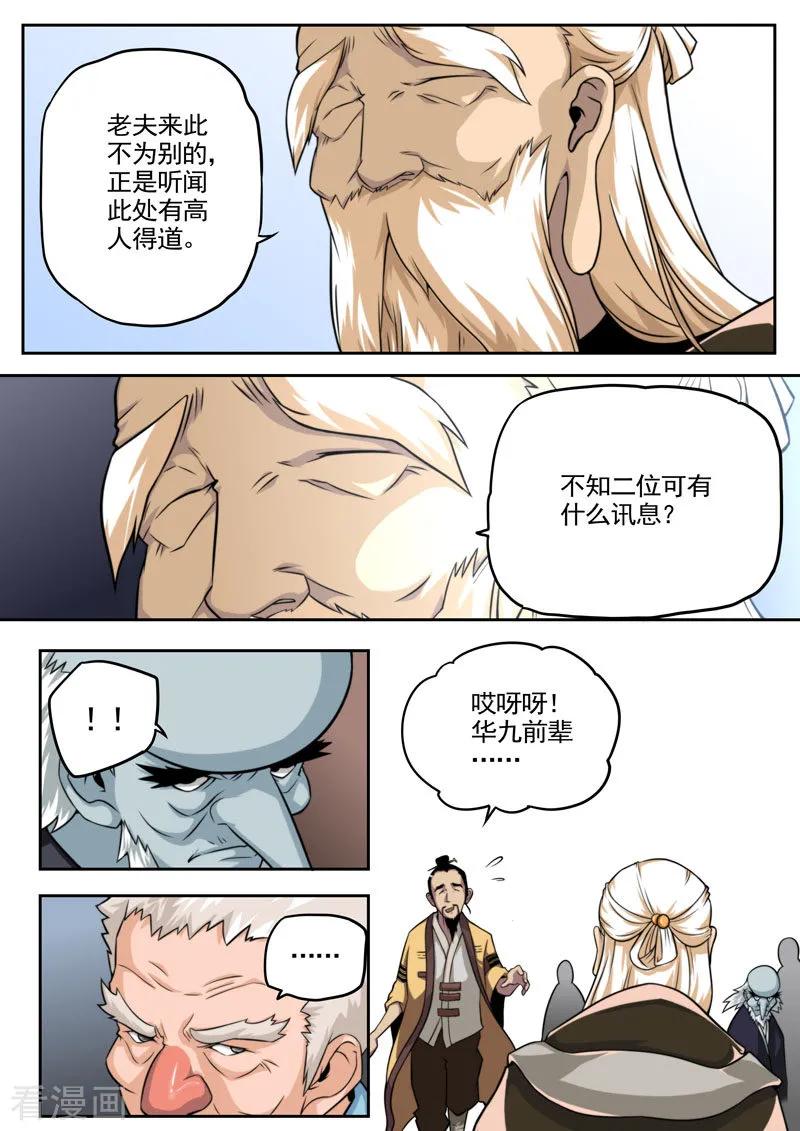 老夫来此
不为别的，
正是听闻
此处有高
人得道。
不知二位可有
什么讯息？
！！
哎呀呀！
华九前辈
……
……
看漫画